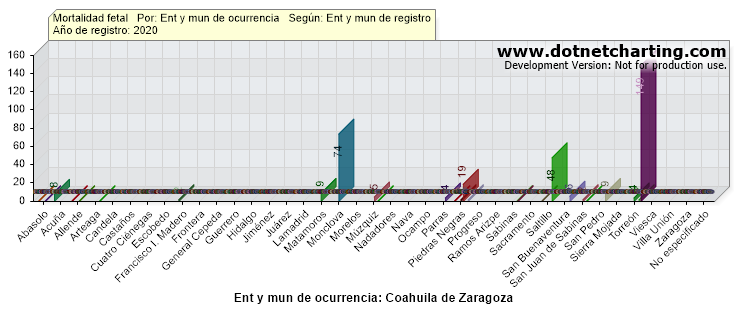 Mortalidad fetal   Por: Ent y mun de ocurrencia   Según: Ent y mun de registro
Año de registro: 2020
www.dotnetcharting.com
Development Version: Not for production use.
160
140
120
100
80
60
40
20
0
8
9
74
5
4
19
48
6
9
4
149
Abasolo
Acuña
Allende
Arteaga
Candela
Castaños
Cuatro Ciénegas
Escobedo
Francisco I. Madero
Frontera
General Cepeda
Guerrero
Hidalgo
Jiménez
Juárez
Lamadrid
Matamoros
Monclova
Morelos
Múzquiz
Nadadores
Nava
Ocampo
Parras
Piedras Negras
Progreso
Ramos Arizpe
Sabinas
Sacramento
Saltillo
San Buenaventura
San Juan de Sabinas
San Pedro
Sierra Mojada
Torreón
Viesca
Villa Unión
Zaragoza
No especificado
Ent y mun de ocurrencia: Coahuila de Zaragoza